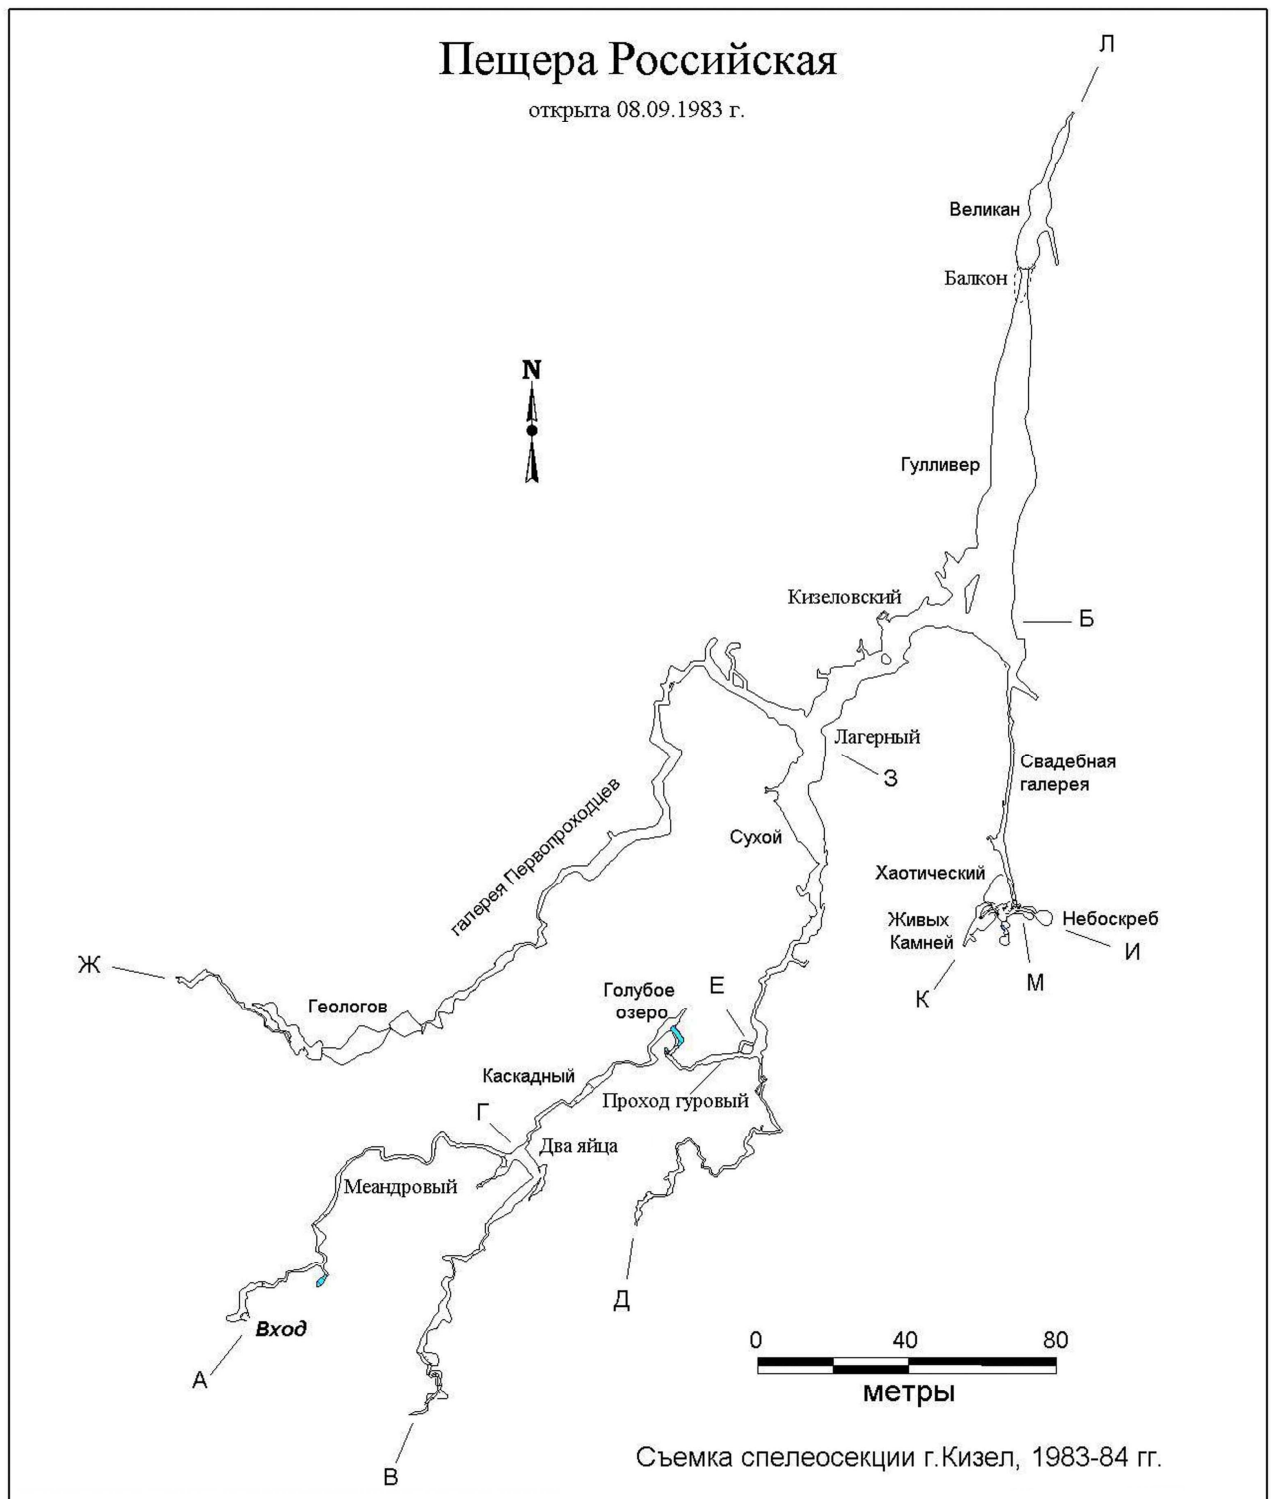 Пещера Российская
открыта 08.09.1983 г.
Л
Великан
Балкон
N
Гулливер
Кизеловский
Б
Лагерный
З
Свадебная
галерея
галерея Первопроходцев
Сухой
Хаотический
Живых
Камней
Небоскреб
И
М
К
Ж
Геологов
Голубое
озеро
Е
Каскадный
Проход гуровый
Г
Два яйца
Меандровый
Д
Вход
А
В
0 40 80
метры
Съемка спелеосекции г.Кизел, 1983-84 гг.